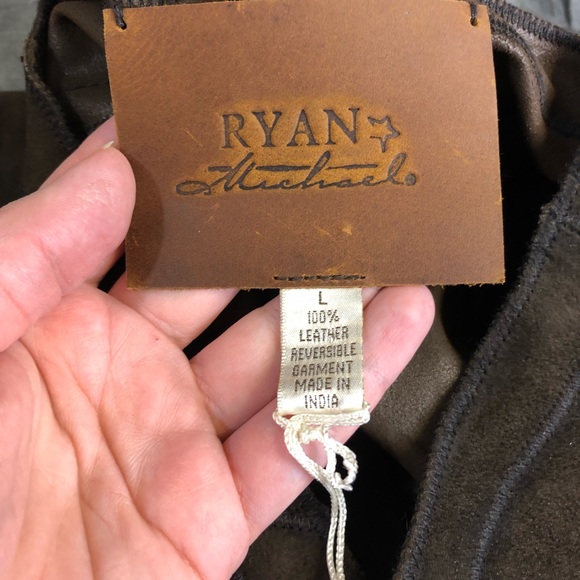 RYAN
Michael®
L
100%
LEATHER
REVERSIBLE
GARMENT
MADE IN
INDIA